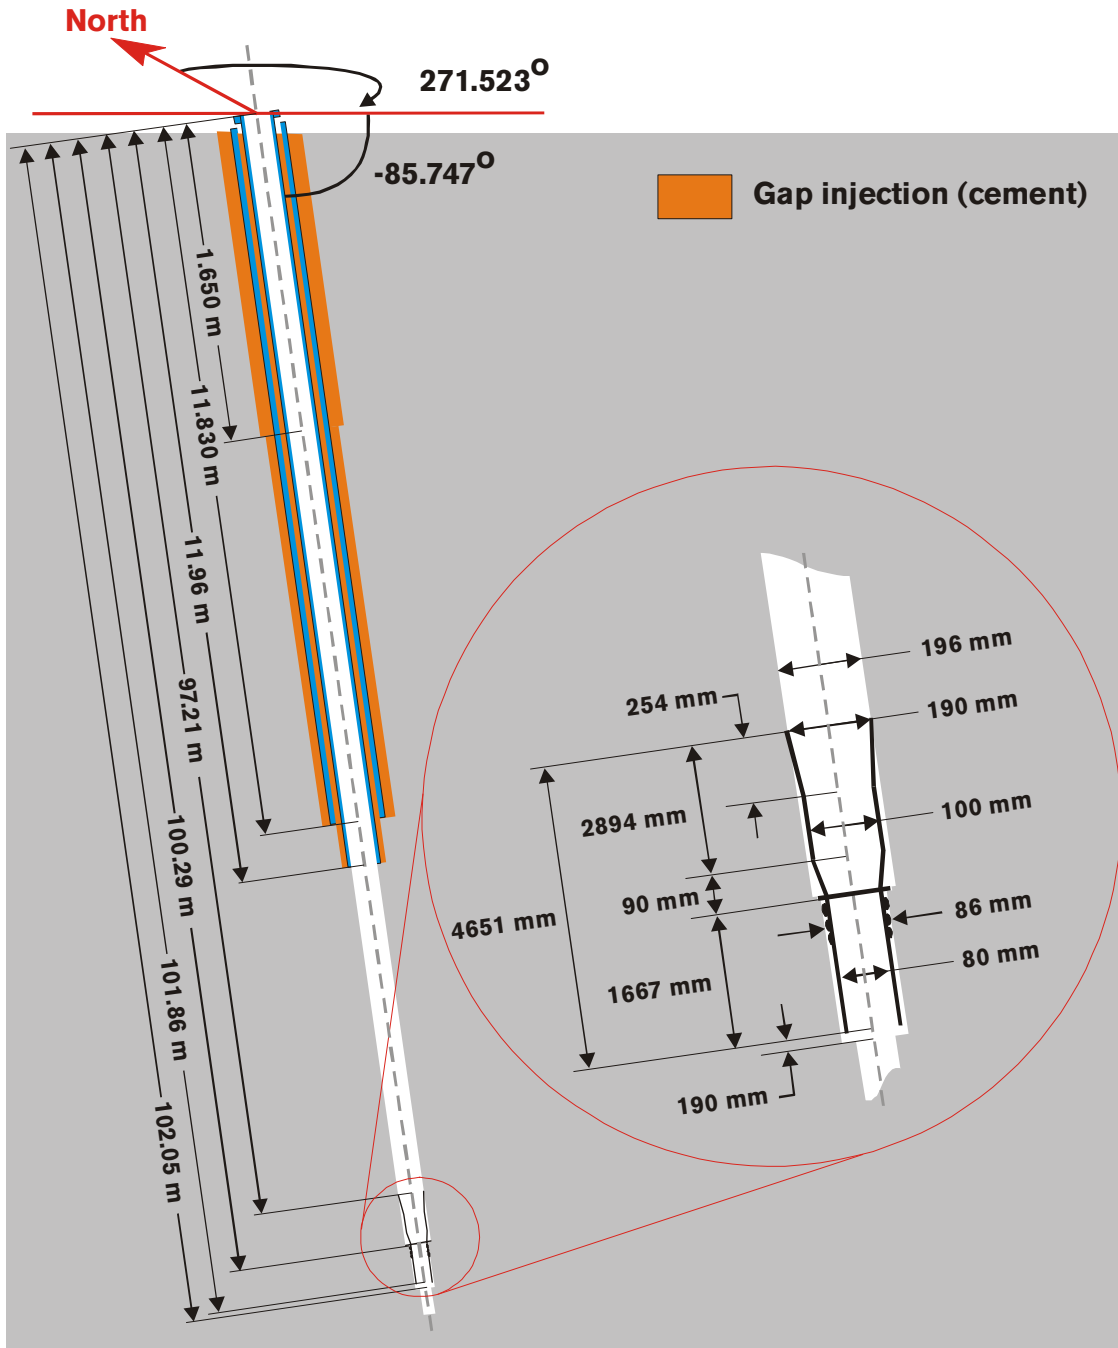 North
271.523°
-85.747°
Gap injection (cement)
1.650 m
11.830 m
11.96 m
97.21 m
100.29 m
101.86 m
102.05 m
196 mm
254 mm
190 mm
2894 mm
100 mm
90 mm
86 mm
4651 mm
80 mm
1667 mm
190 mm